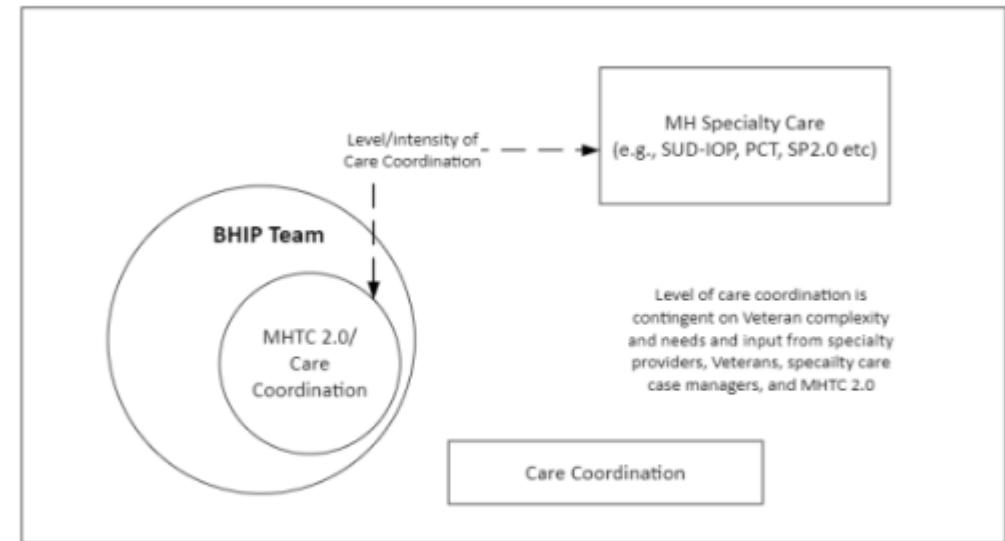 MH Specialty Care
(e.g., SUD-IOP, PCT, SP2.0 etc)
Level/intensity of
Care Coordination
BHIP Team
MHTC 2.0/
Care
Coordination
Level of care coordination is
contingent on Veteran complexity
and needs and input from specialty
providers, Veterans, specailty care
case managers, and MHTC 2.0
Care Coordination